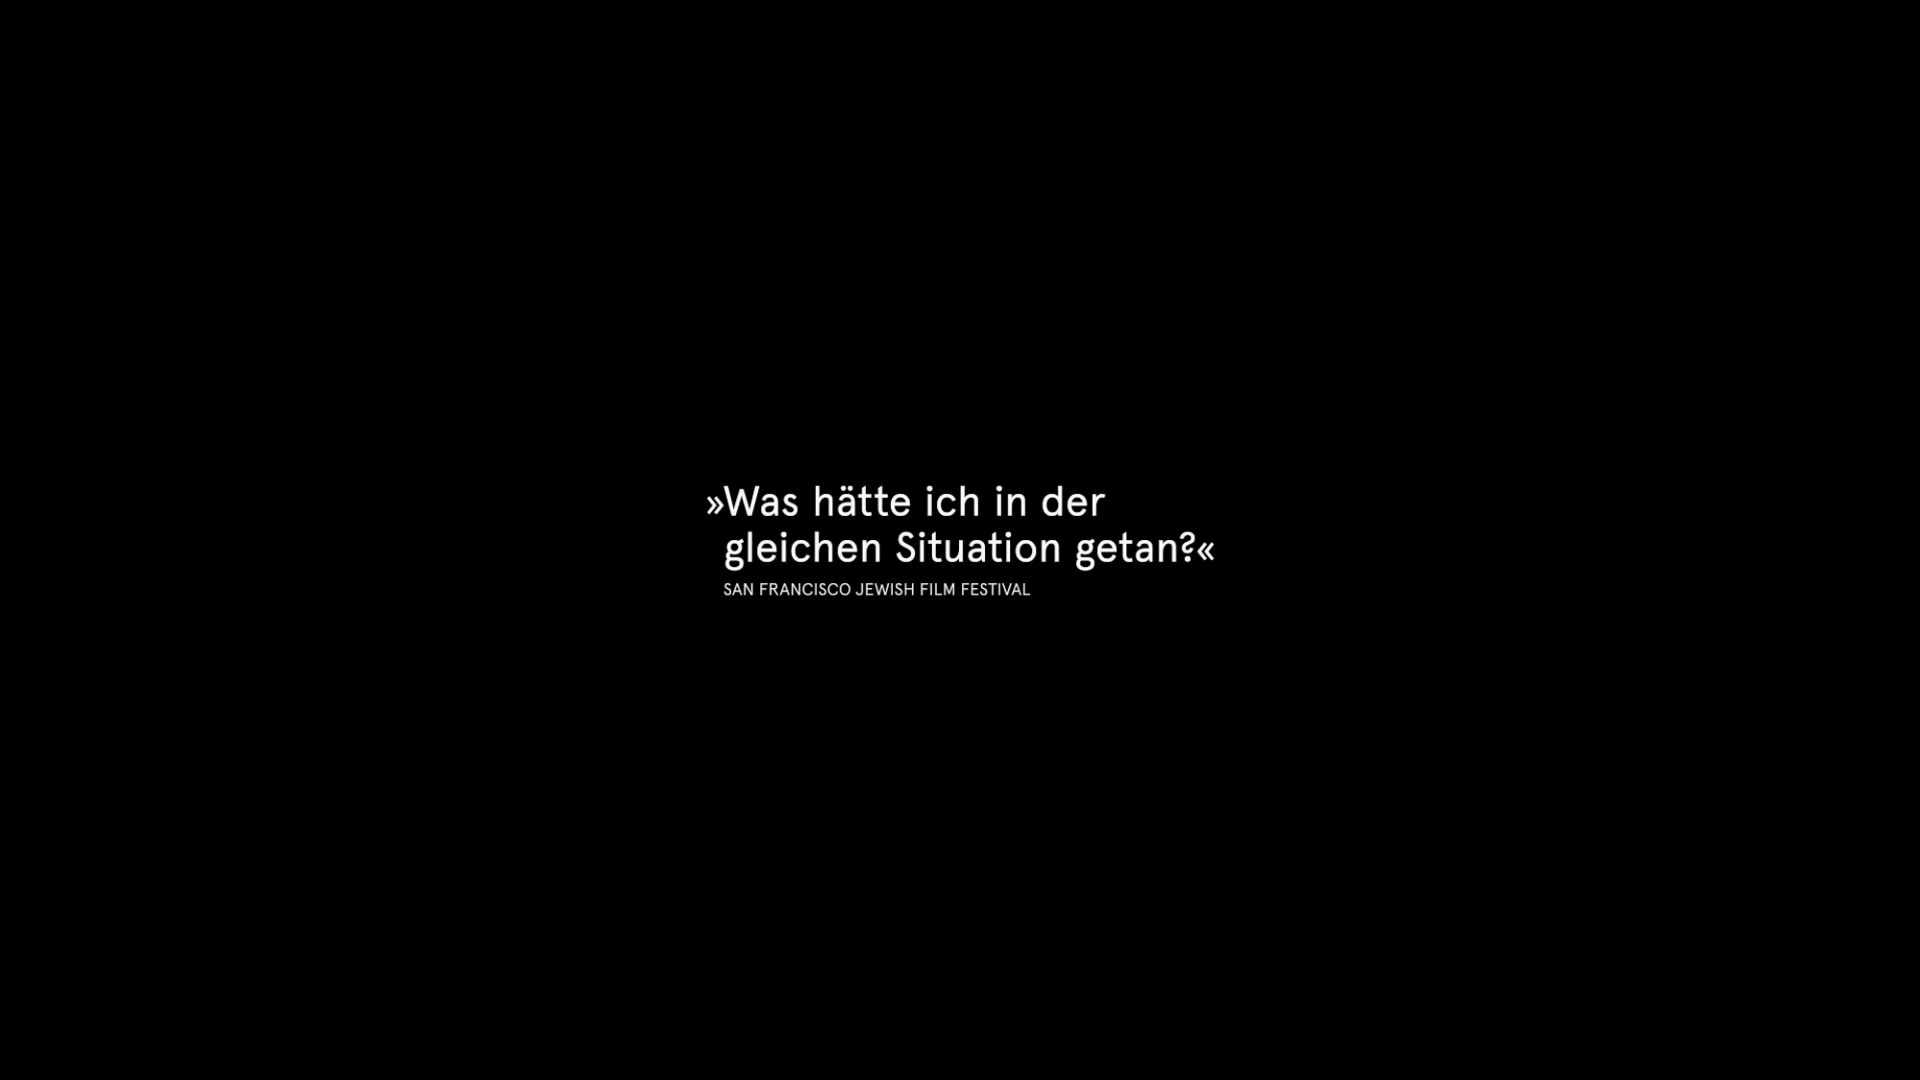 »Was hätte ich in der
gleichen Situation getan?«
SAN FRANCISCO JEWISH FILM FESTIVAL